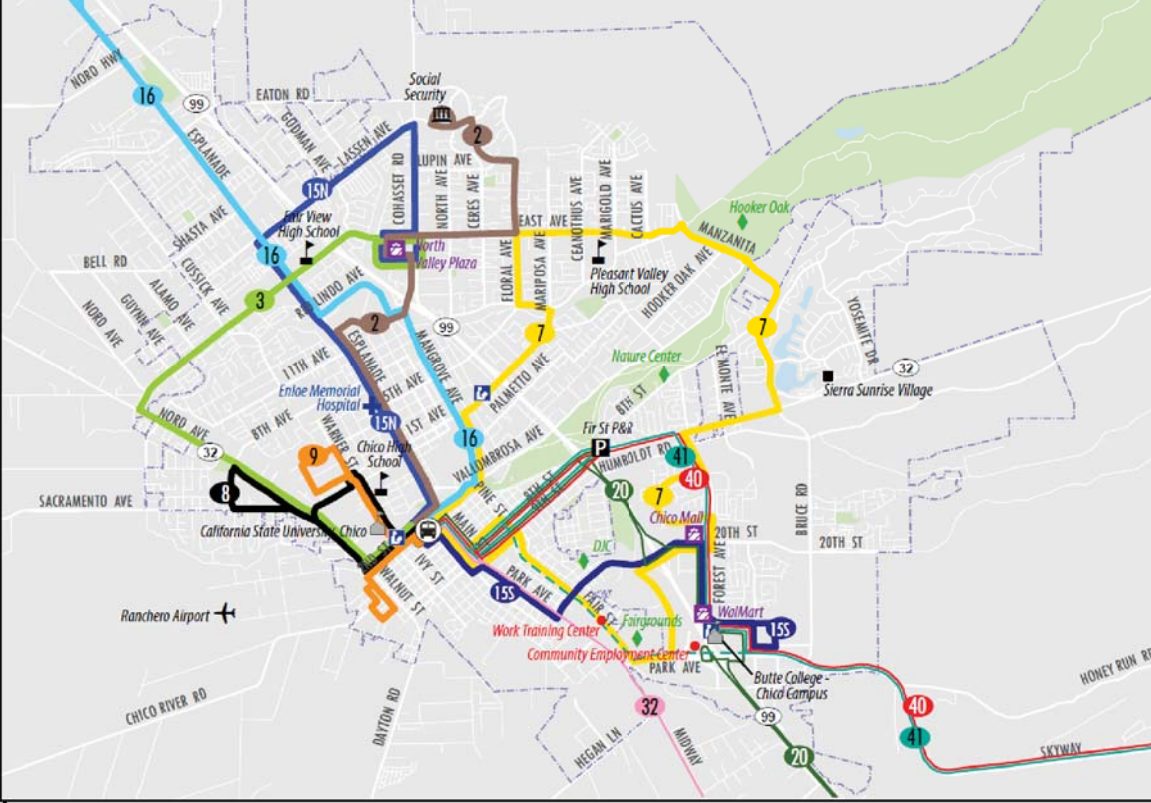 NORD HWY
16
99
EATON RD
Social
Security
2
GODMAN AVE
LASSEN AVE
ESPLANADE
LUPIN AVE
15N
COHASSET RD
NORTH AVE
CERES AVE
CEANOTHUS AVE
MARIGOLD AVE
CACTUS AVE
Hooker Oak
SHASTA AVE
Fair View
High School
EAST AVE
MANZANITA
16
North
Valley Plaza
BELL RD
CUSSICK AVE
LINDO AVE
FLORAL AVE
MARIPOSA AVE
Pleasant Valley
High School
HOOKER OAK AVE
ALAMO AVE
GUYNN AVE
NORD AVE
3
2
99
7
7
YOSEMITE DR
32
MANGROVE AVE
ESPLANADE
11TH AVE
5TH AVE
1ST AVE
PALMETTO AVE
Nature Center
EL MONTE AVE
8TH ST
Sierra Sunrise Village
Enloe Memorial
Hospital
NORD AVE
8TH AVE
WARNER ST
15N
Chico High
School
16
VALLOMBROSA AVE
Fir St P&R
P
HUMBOLDT RD
41
40
32
9
8
SACRAMENTO AVE
California State University Chico
PINE ST
8TH ST
9TH ST
20
7
Chico Mall
BRUCE RD
MAIN ST
20TH ST
20TH ST
IVY ST
WALNUT ST
DJC
FOREST AVE
PARK AVE
15S
FAIR ST
Ranchero Airport
Work Training Center
Fairgrounds
WalMart
15S
Community Employment Center
PARK AVE
Butte College -
Chico Campus
HONEY RUN RD
CHICO RIVER RD
DAYTON RD
32
99
40
41
HEGAN LN
MIDWAY
20
SKYWAY